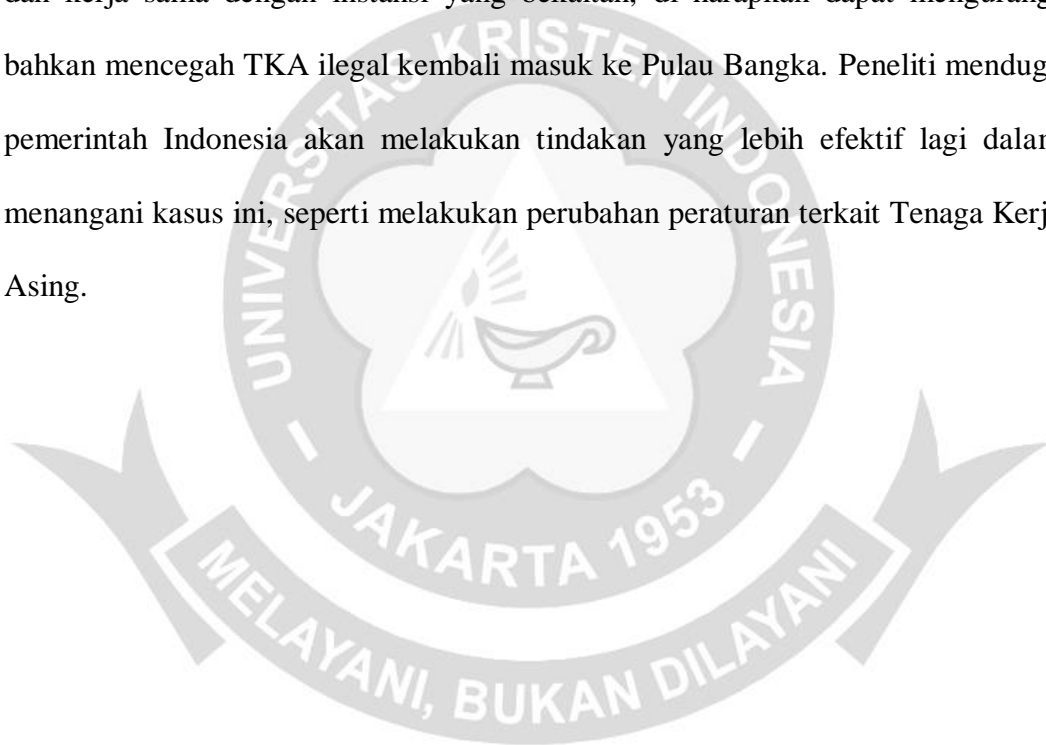 dan kerja sama dengan instansi yang berkaitan, di harapkan dapat mengurang
bahkan mencegah TKA ilegal kembali masuk ke Pulau Bangka. Peneliti mendug
pemerintah Indonesia akan melakukan tindakan yang lebih efektif lagi dalam
menangani kasus ini, seperti melakukan perubahan peraturan terkait Tenaga Kerj
Asing.
UNIVERSITAS KRISTEN INDONESIA
JAKARTA 1953
MELAYANI, BUKAN DILAYANI